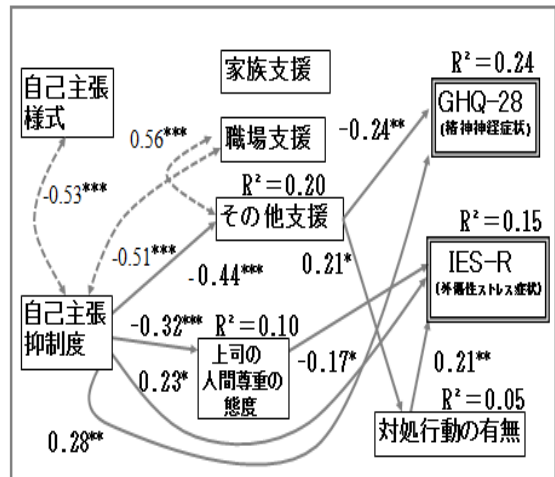 R²＝0.24
家族支援
自己主張
様式
GHQ-28
(精神神経症状)
-0.24**
0.56***
職場支援
R²＝0.20
-0.53***
その他支援
R²＝0.15
-0.51***
0.21*
IES-R
(外傷性ストレス症状)
-0.44***
自己主張
抑制度
-0.32***
R²＝0.10
上司の
人間尊重の
態度
-0.17*
0.21**
0.23*
R²＝0.05
対処行動の有無
0.28**